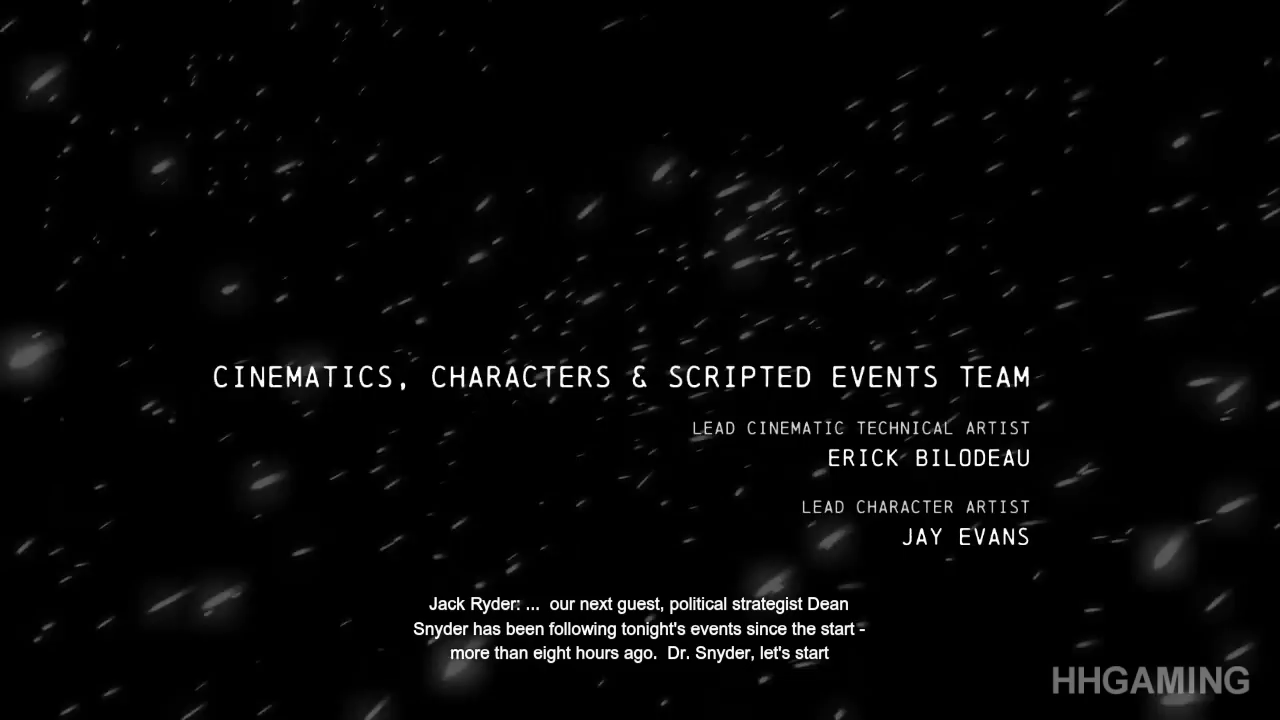 CINEMATICS, CHARACTERS & SCRIPTED EVENTS TEAM
LEAD CINEMATIC TECHNICAL ARTIST
ERICK BILODEAU
LEAD CHARACTER ARTIST
JAY EVANS
Jack Ryder: ...  our next guest, political strategist Dean
Snyder has been following tonight's events since the start -
more than eight hours ago.  Dr. Snyder, let's start
HHGAMING